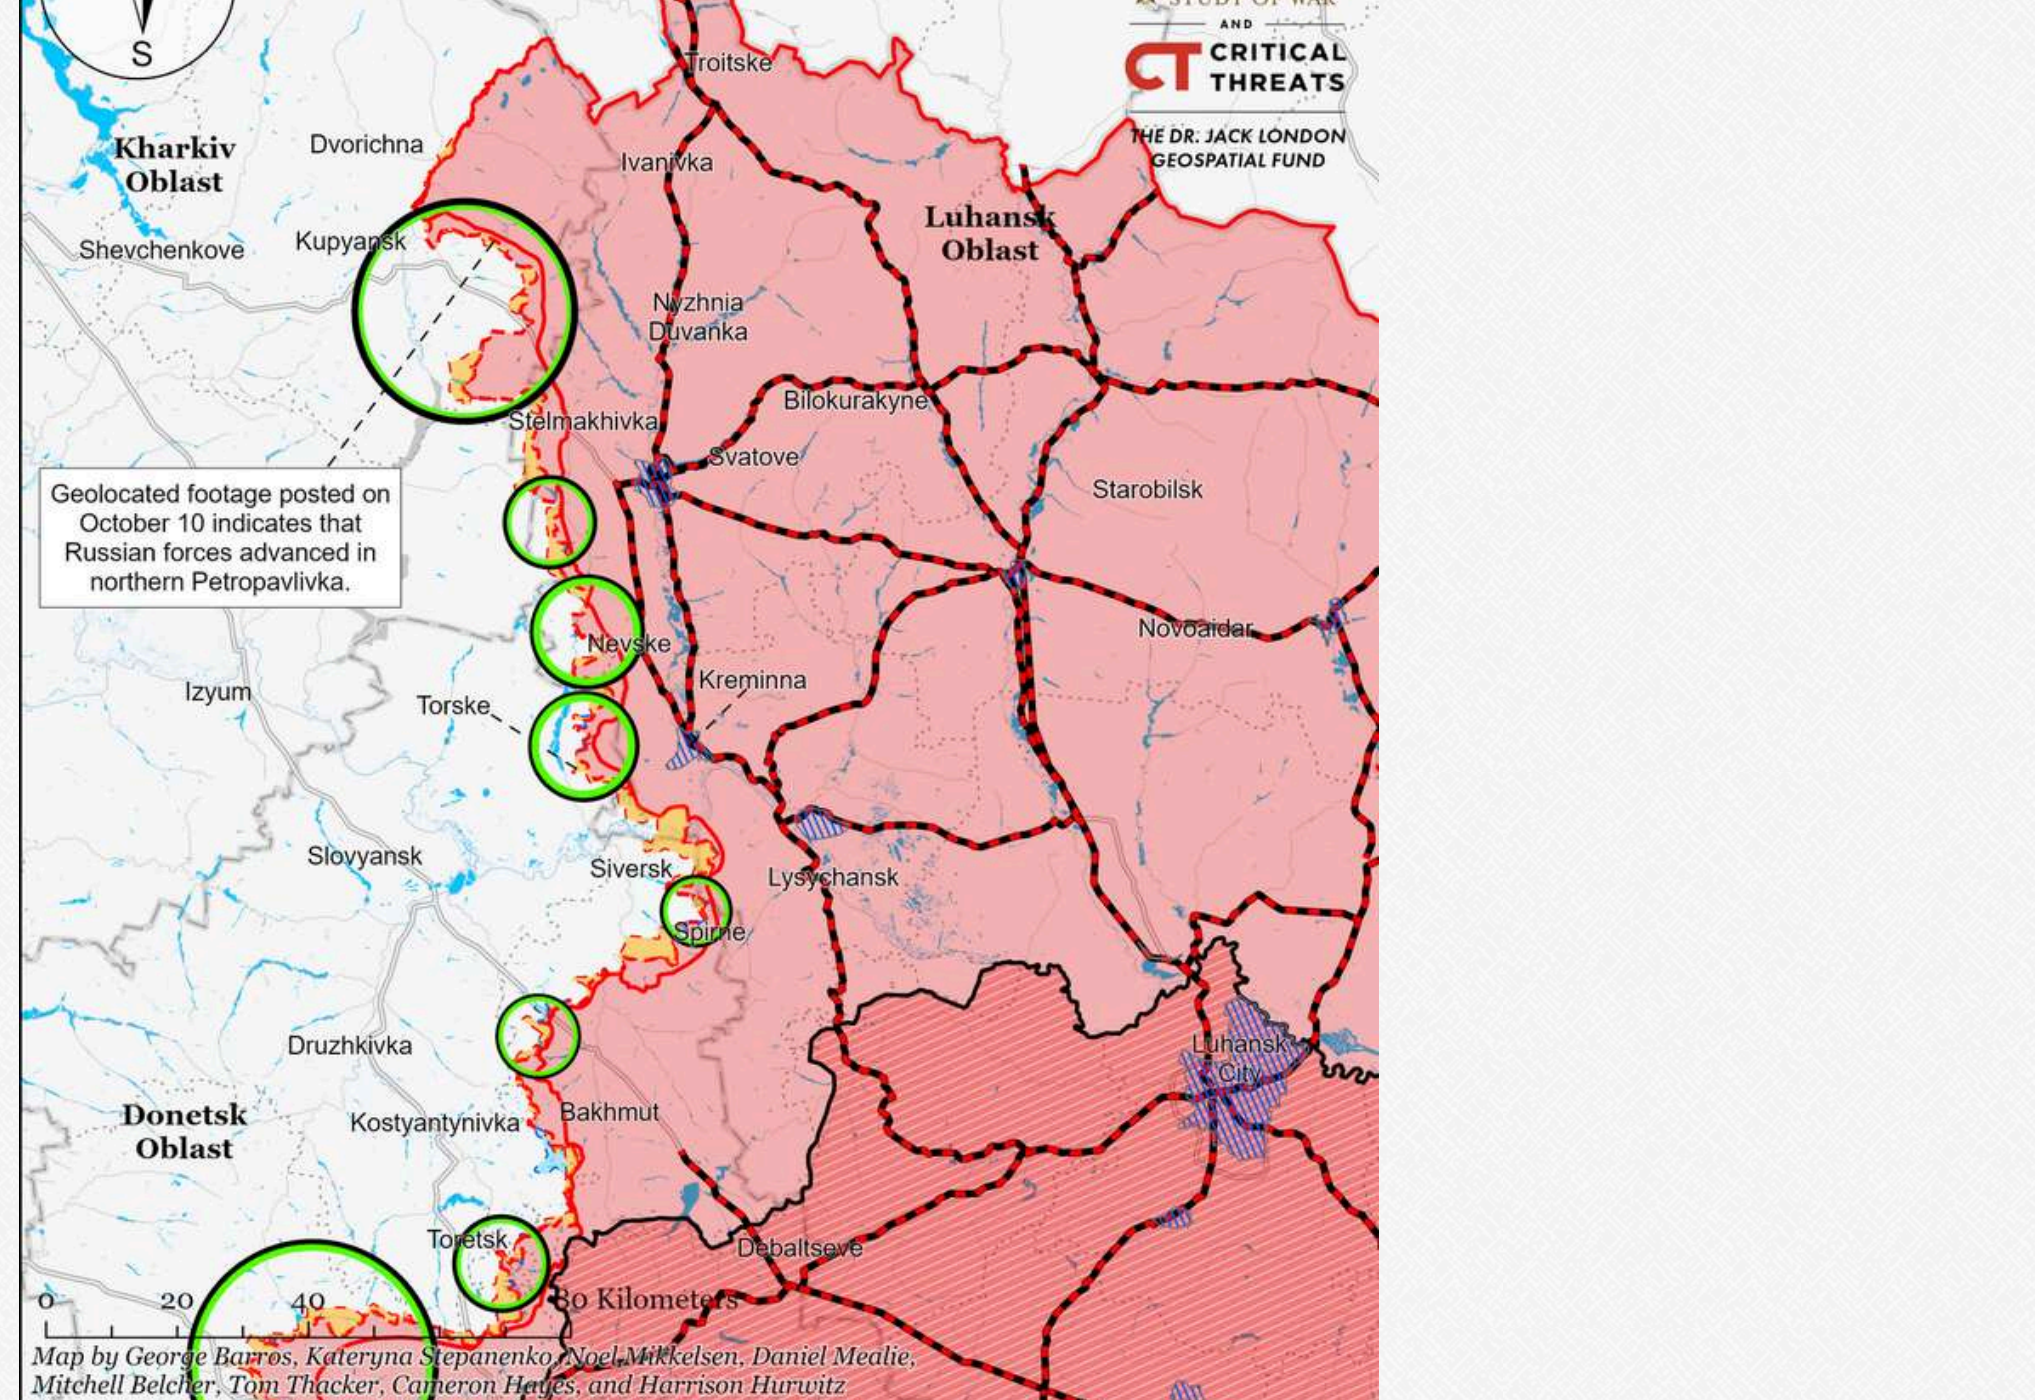 S
STUDY OF WAR
AND
CT CRITICAL
THREATS
THE DR. JACK LONDON
GEOSPATIAL FUND
Troitske
Kharkiv
Oblast
Dvorichna
Ivanivka
Luhansk
Oblast
Shevchenkove
Kupyansk
Nyzhnia
Duvanka
Bilokurakyne
Stelmakhivka
Svatove
Starobilsk
Geolocated footage posted on
October 10 indicates that
Russian forces advanced in
northern Petropavlivka.
Novoaidar
Nevske
Kreminna
Izyum
Torske
Slovyansk
Siversk
Lysychansk
Spirne
Druzhkivka
Luhansk
City
Donetsk
Oblast
Kostyantynivka
Bakhmut
Toretsk
Debaltseve
0 20 40 80 Kilometers
Map by George Barros, Kateryna Stepanenko, Noel Mikkelsen, Daniel Mealie,
Mitchell Belcher, Tom Thacker, Cameron Hayes, and Harrison Hurwitz